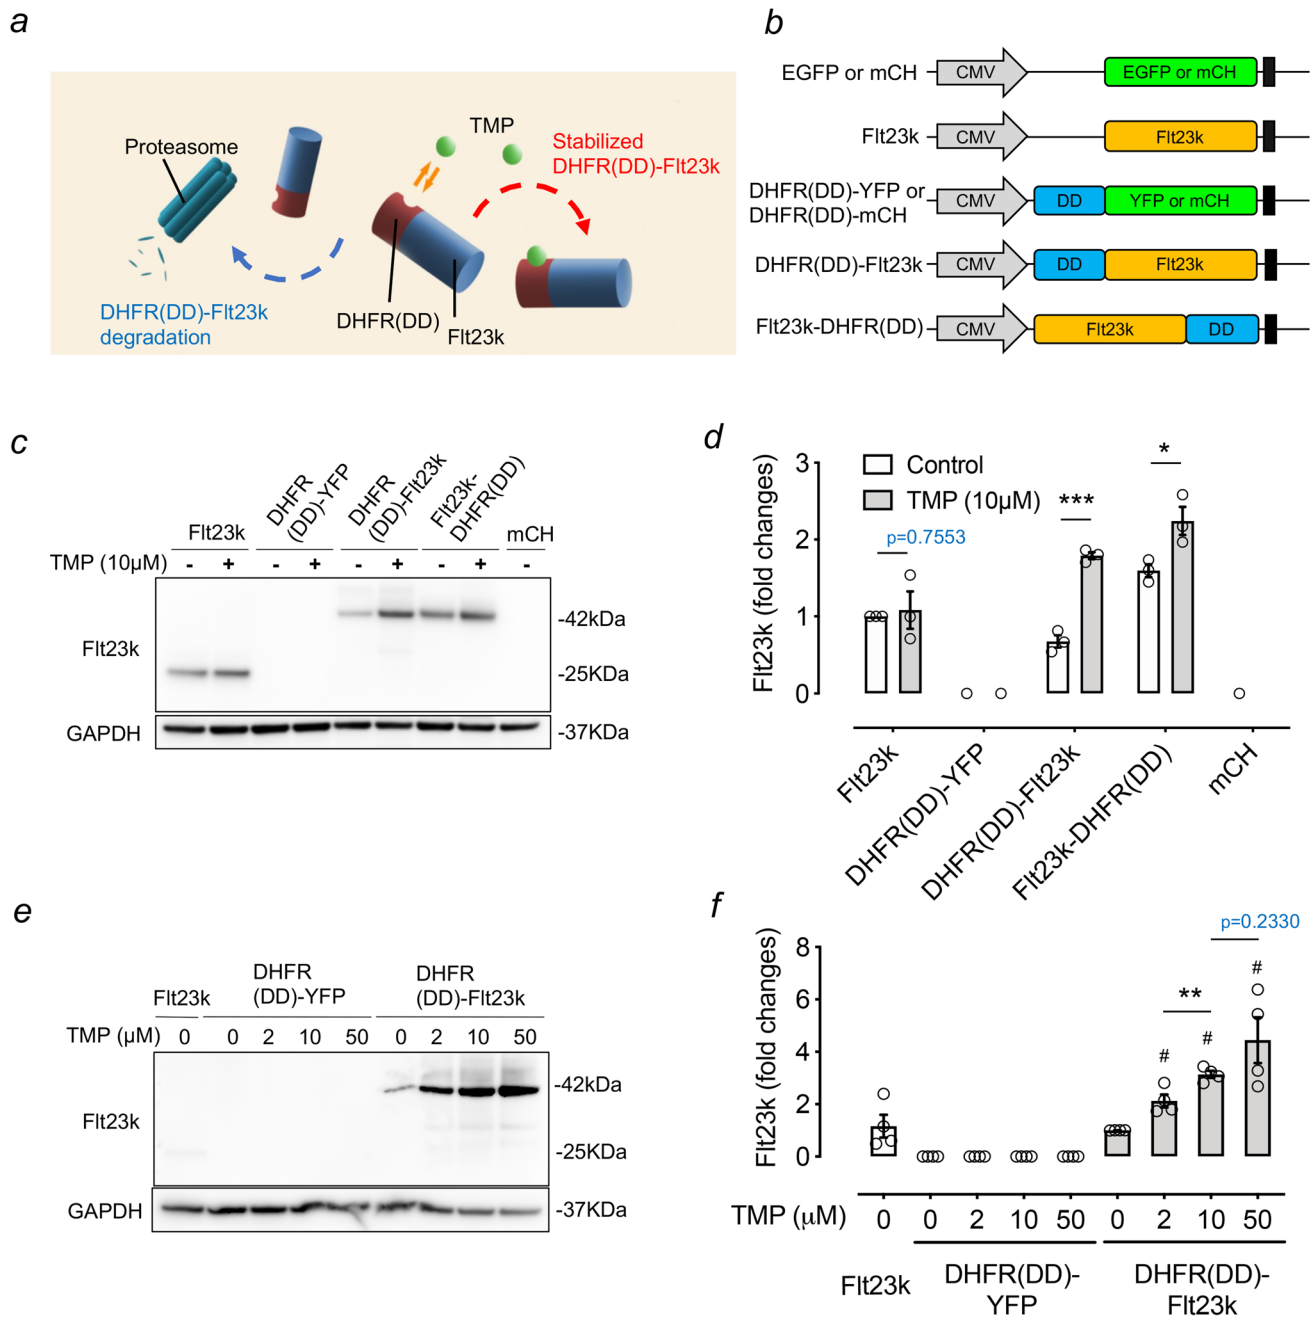 a
Proteasome
TMP
Stabilized
DHFR(DD)-Flt23k
DHFR(DD)-Flt23k
degradation
DHFR(DD)
Flt23k
b
EGFP or mCH
CMV
EGFP or mCH
Flt23k
CMV
Flt23k
DHFR(DD)-YFP or
DHFR(DD)-mCH
CMV
DD
YFP or mCH
DHFR(DD)-Flt23k
CMV
DD
Flt23k
Flt23k-DHFR(DD)
CMV
Flt23k
DD
c
Flt23k
DHFR
(DD)-YFP
DHFR
(DD)-Flt23k
Flt23k-
DHFR(DD)
mCH
TMP (10µM) - + - + - + - + -
Flt23k
-42kDa
-25KDa
GAPDH
-37KDa
d
Flt23k (fold changes)
3
2
1
0
Control
TMP (10µM)
p=0.7553
***
*
Flt23k
DHFR(DD)-YFP
DHFR(DD)-Flt23k
Flt23k-DHFR(DD)
mCH
e
Flt23k
DHFR
(DD)-YFP
DHFR
(DD)-Flt23k
TMP (µM) 0 0 2 10 50 0 2 10 50
Flt23k
-42kDa
-25KDa
GAPDH
-37KDa
f
Flt23k (fold changes)
8
6
4
2
0
p=0.2330
**
#
#
#
TMP (µM) 0 0 2 10 50 0 2 10 50
Flt23k
DHFR(DD)-
YFP
DHFR(DD)-
Flt23k